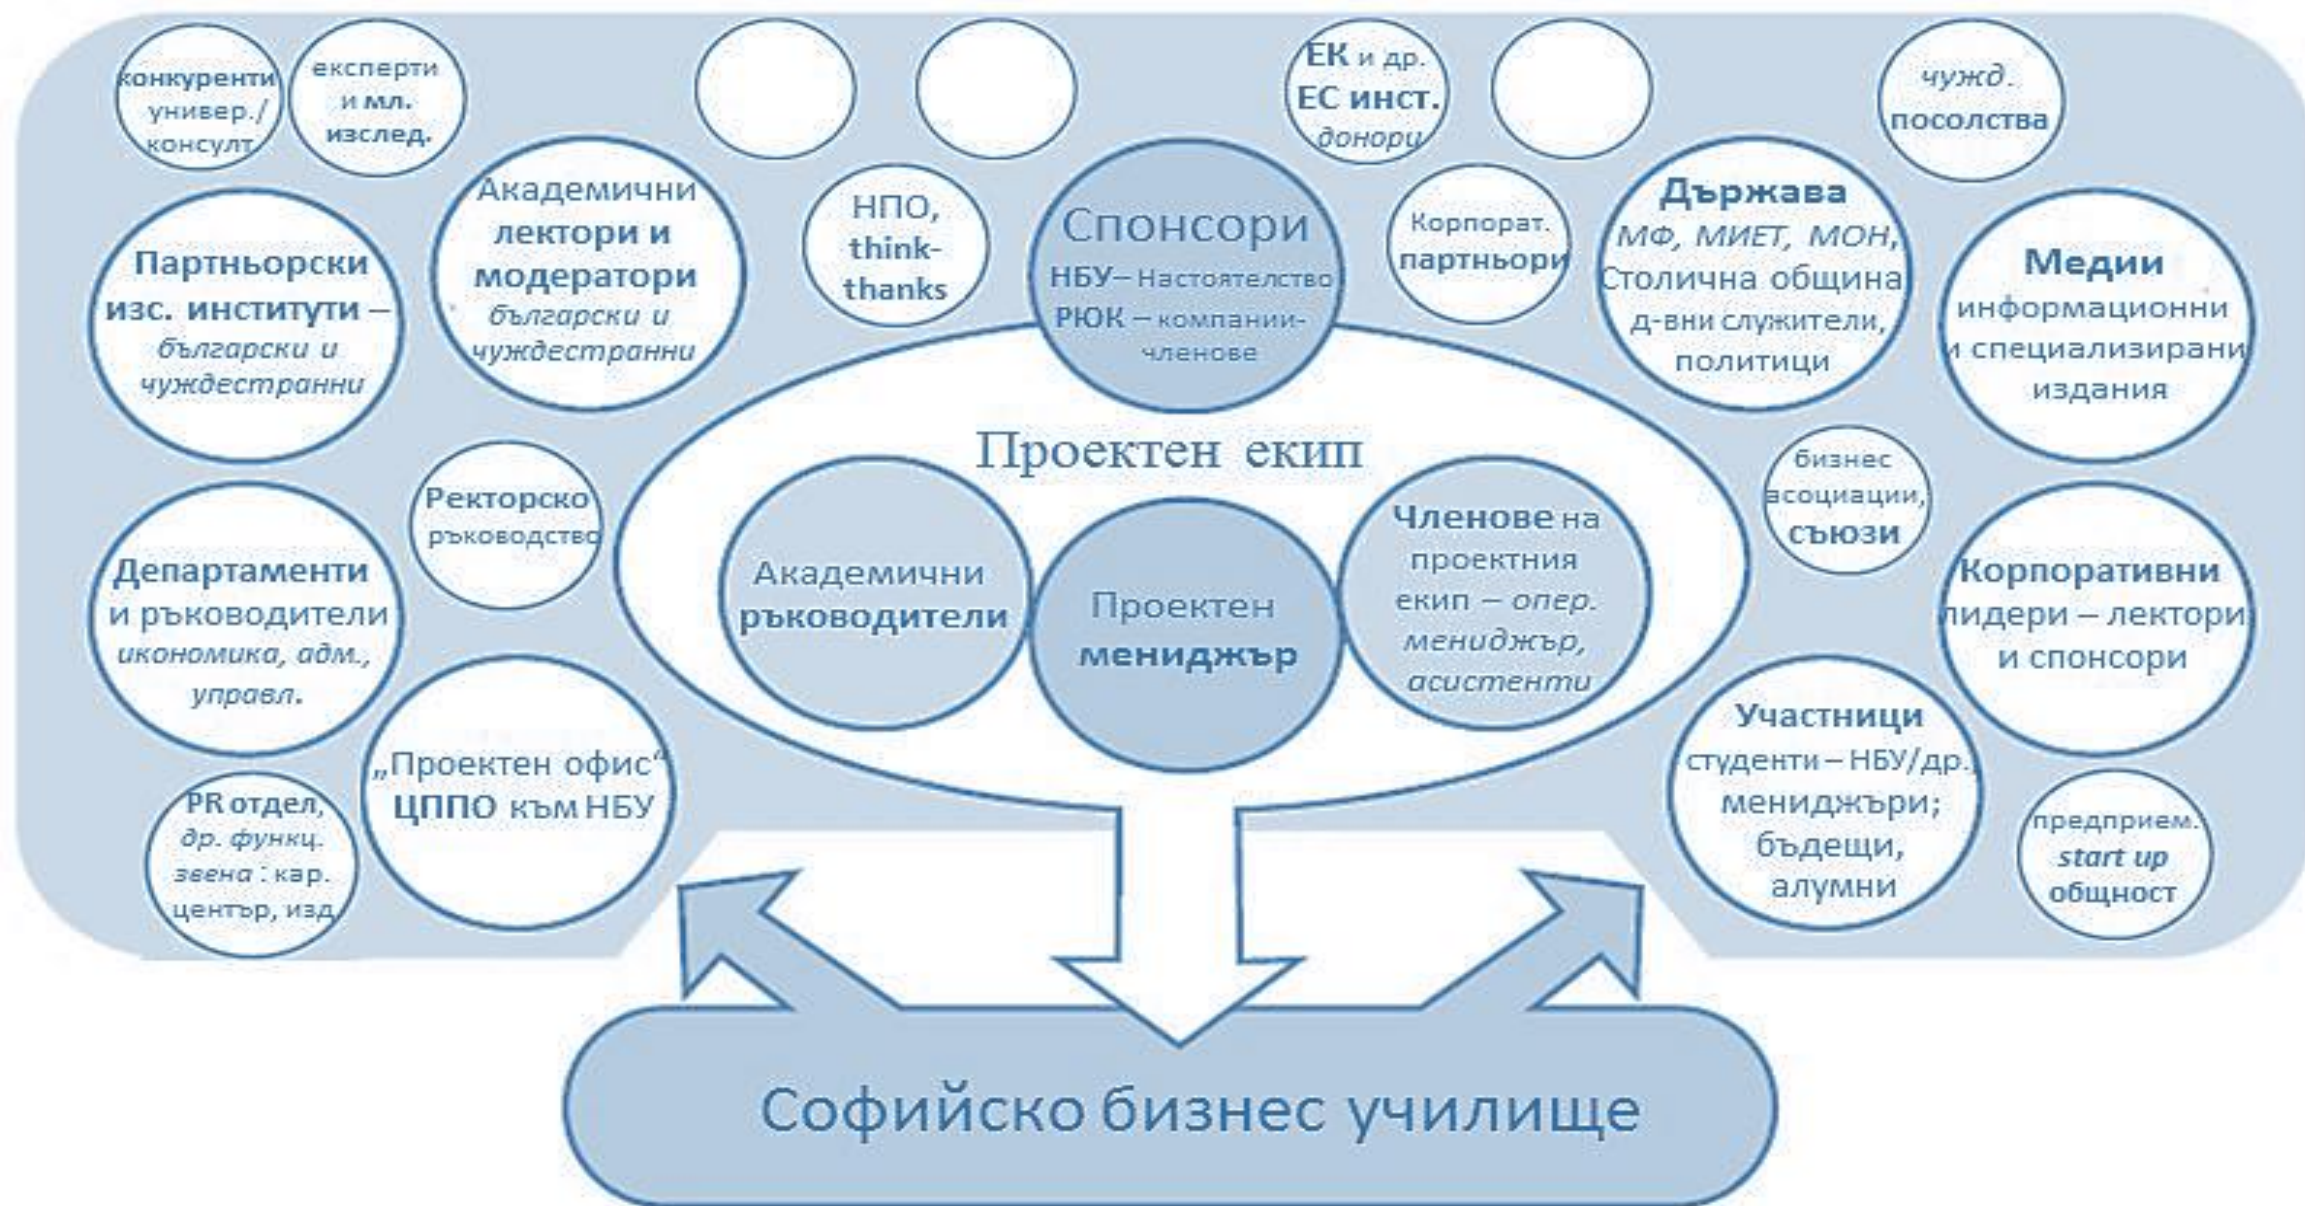 конкуренти
универ./
консулт.
експерти
и мл.
изслед.
ЕК и др.
ЕС инст.
донори
чужд.
посолства
Партньорски
изс. институти –
български и
чуждестранни
Академични
лектори и
модератори
български и
чуждестранни
НПО,
think-
thanks
Спонсори
НБУ– Настоятелство
РЮК – компании-
членове
Корпорат.
партньори
Държава
МФ, МИЕТ, МОН,
Столична община
д-вни служители,
политици
Медии
информационни
и специализирани
издания
Проектен екип
Академични
ръководители
Проектен
мениджър
Членове на
проектния
екип – опер.
мениджър,
асистенти
Ректорско
ръководство
бизнес
асоциации,
съюзи
Департаменти
и ръководители
икономика, адм.,
управл.
Корпоративни
лидери – лектори
и спонсори
„Проектен офис“
ЦППО към НБУ
Участници
студенти – НБУ/др.,
мениджъри;
бъдещи,
алумни
PR отдел,
др. функц.
звена : кар.
център, изд.
предприем.
start up
общност
Софийско бизнес училище